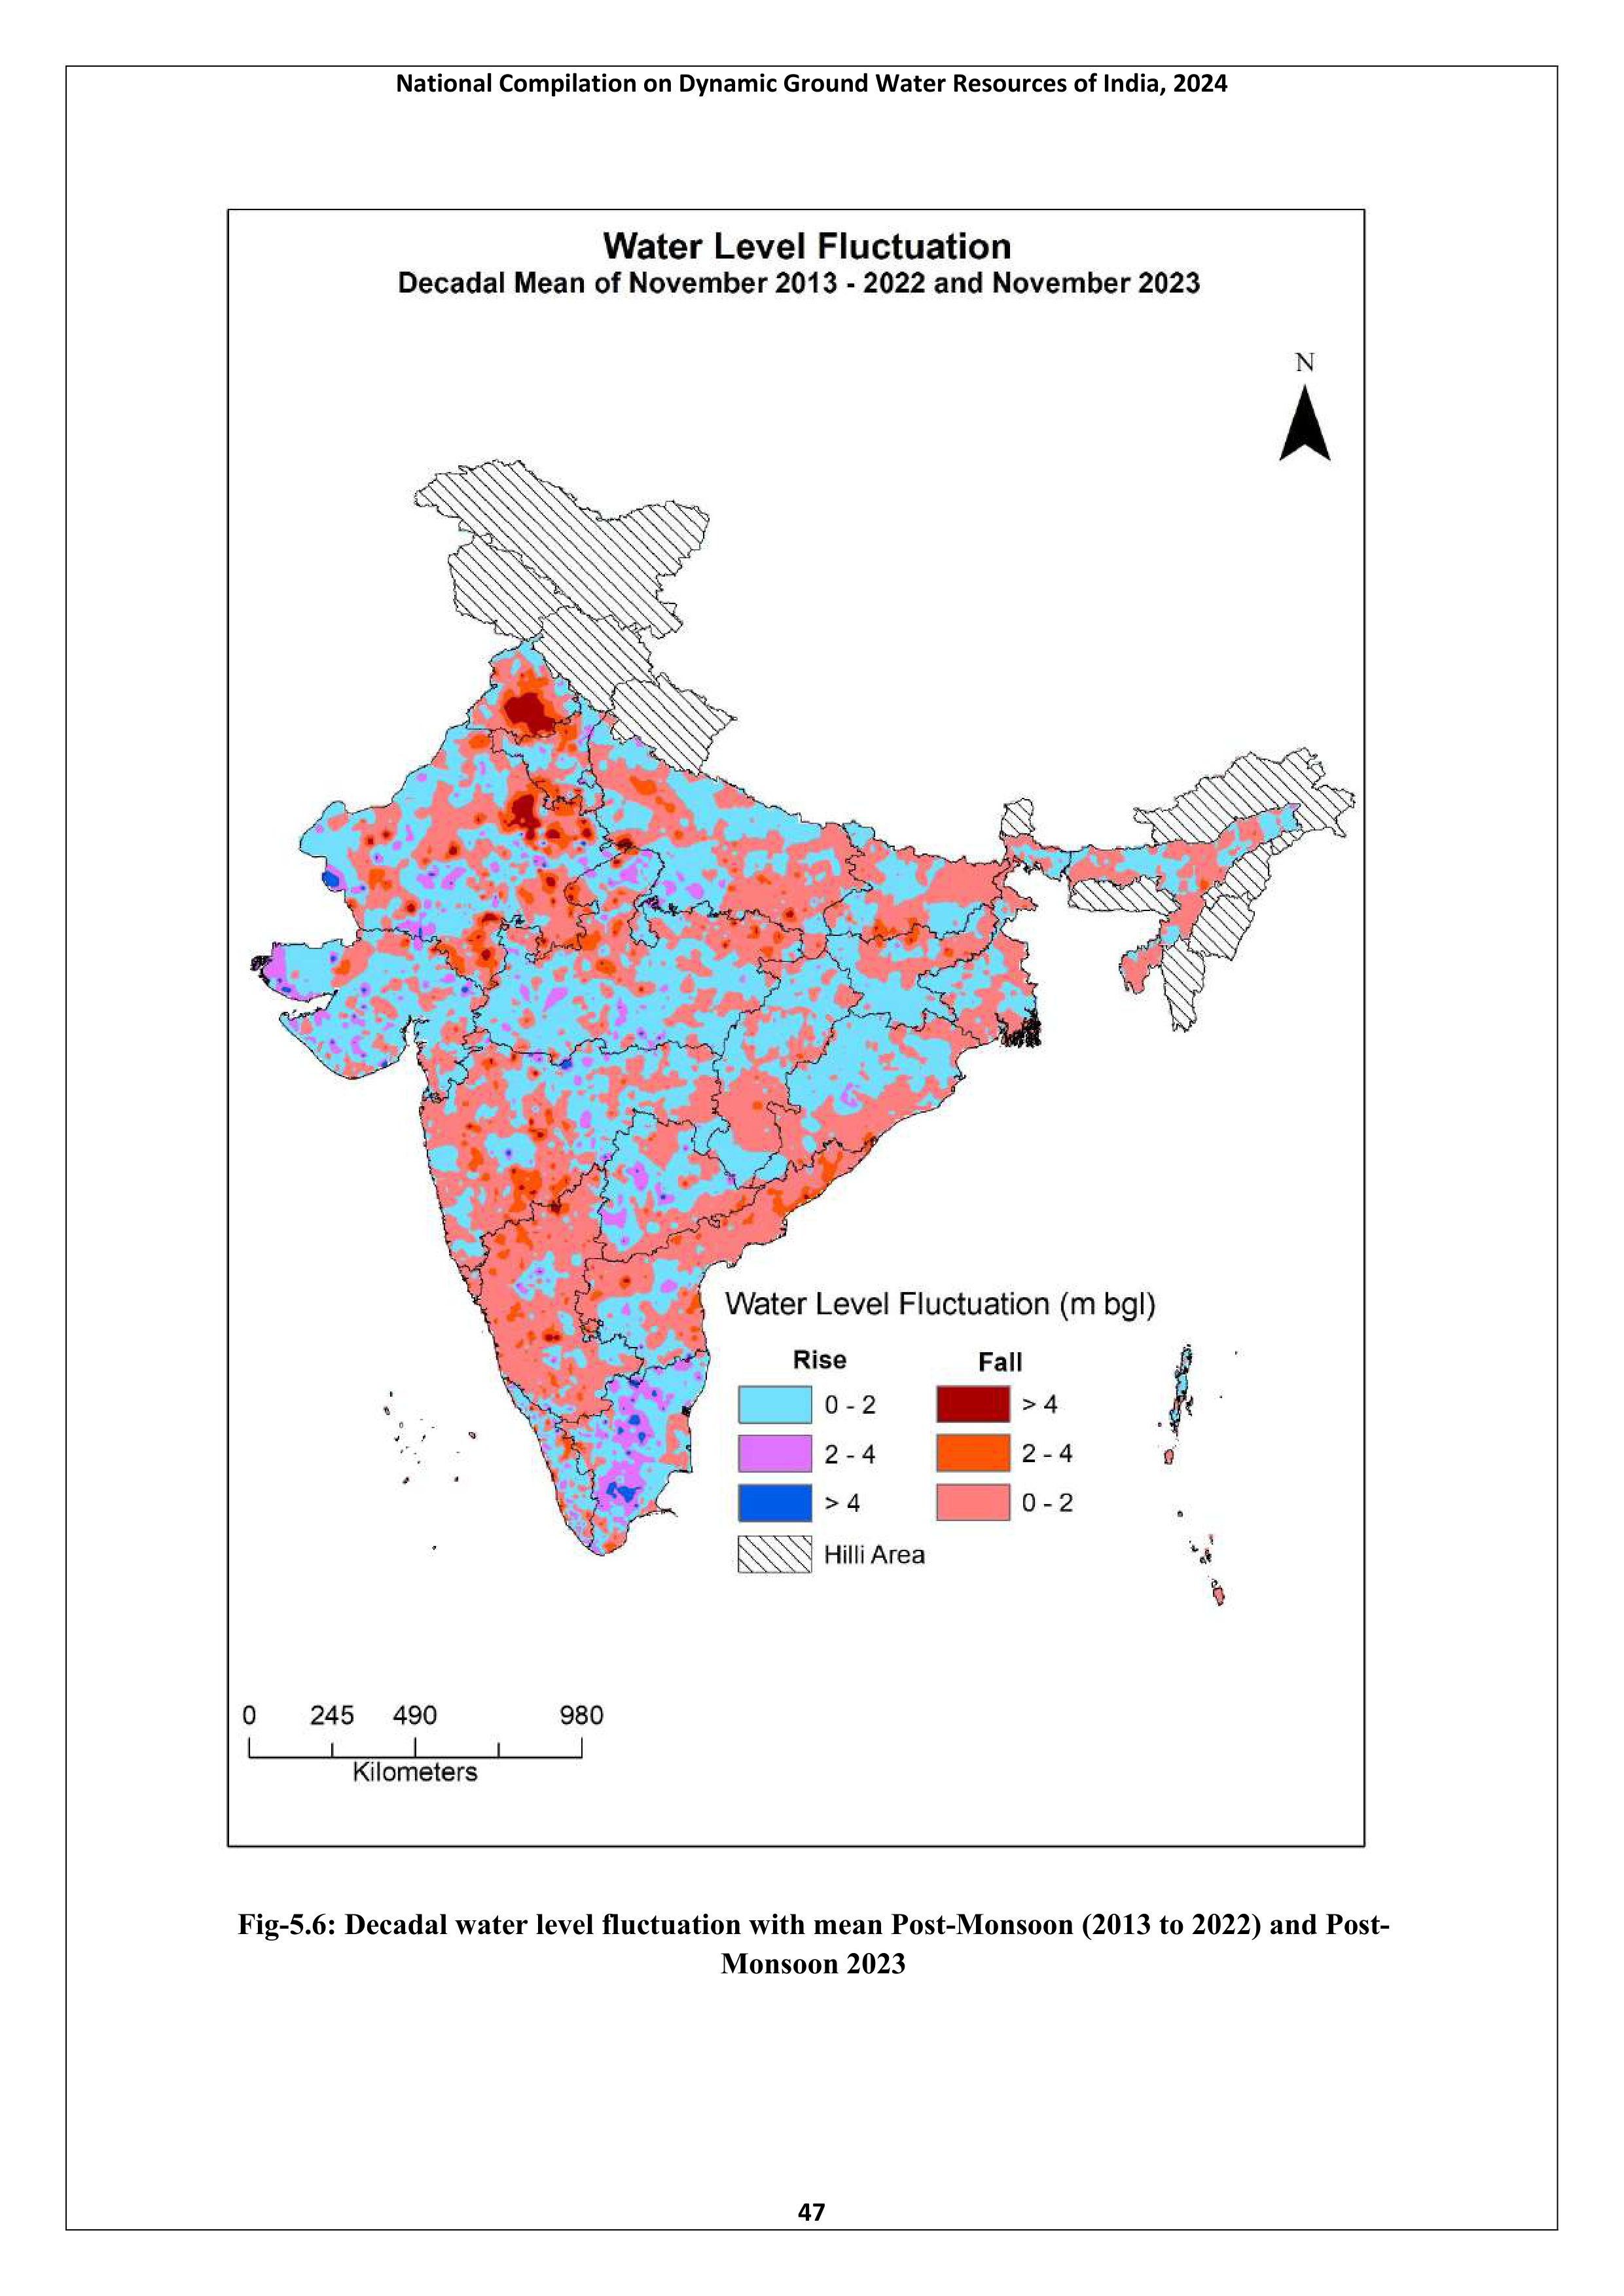 National Compilation on Dynamic Ground Water Resources of India, 2024
Water Level Fluctuation
Decadal Mean of November 2013 - 2022 and November 2023
N
Water Level Fluctuation (m bgl)
Rise Fall
0 - 2 > 4
2 - 4 2 - 4
> 4 0 - 2
Hilli Area
0 245 490 980
Kilometers
Fig-5.6: Decadal water level fluctuation with mean Post-Monsoon (2013 to 2022) and Post-
Monsoon 2023
47